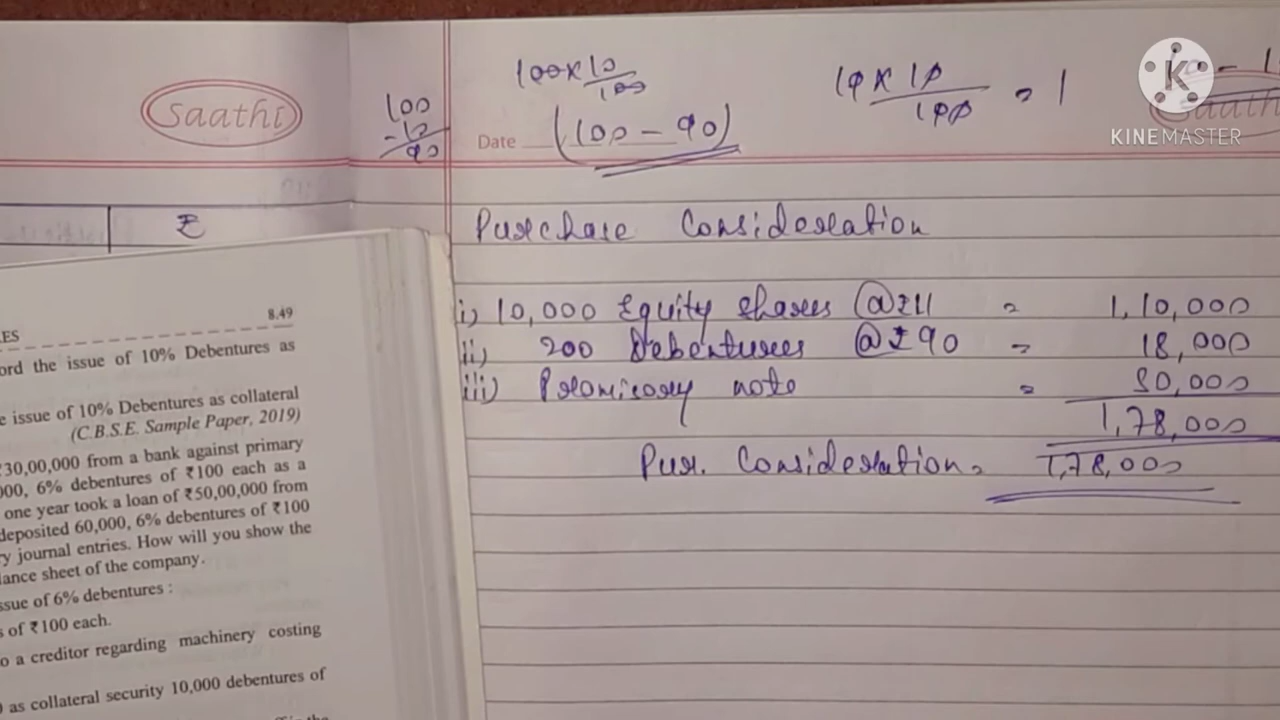 Saathi
₹
100
-10
90
100×10/100
Date (100 - 90)
10 × 10/100 = 1
K
KINEMASTER
Purchase Consideration
i) 10,000 Equity shares @₹11 = 1,10,000
ii) 200 Debentures @₹90 = 18,000
iii) Promisory note = 50,000
1,78,000
Pur. Consideration = 1,78,000
8.49
ord the issue of 10% Debentures as
e issue of 10% Debentures as collateral
(C.B.S.E. Sample Paper, 2019)
₹30,00,000 from a bank against primary
000, 6% debentures of ₹100 each as a
one year took a loan of ₹50,00,000 from
deposited 60,000, 6% debentures of ₹100
y journal entries. How will you show the
lance sheet of the company.
ssue of 6% debentures :
s of ₹100 each.
o a creditor regarding machinery costing
as collateral security 10,000 debentures of